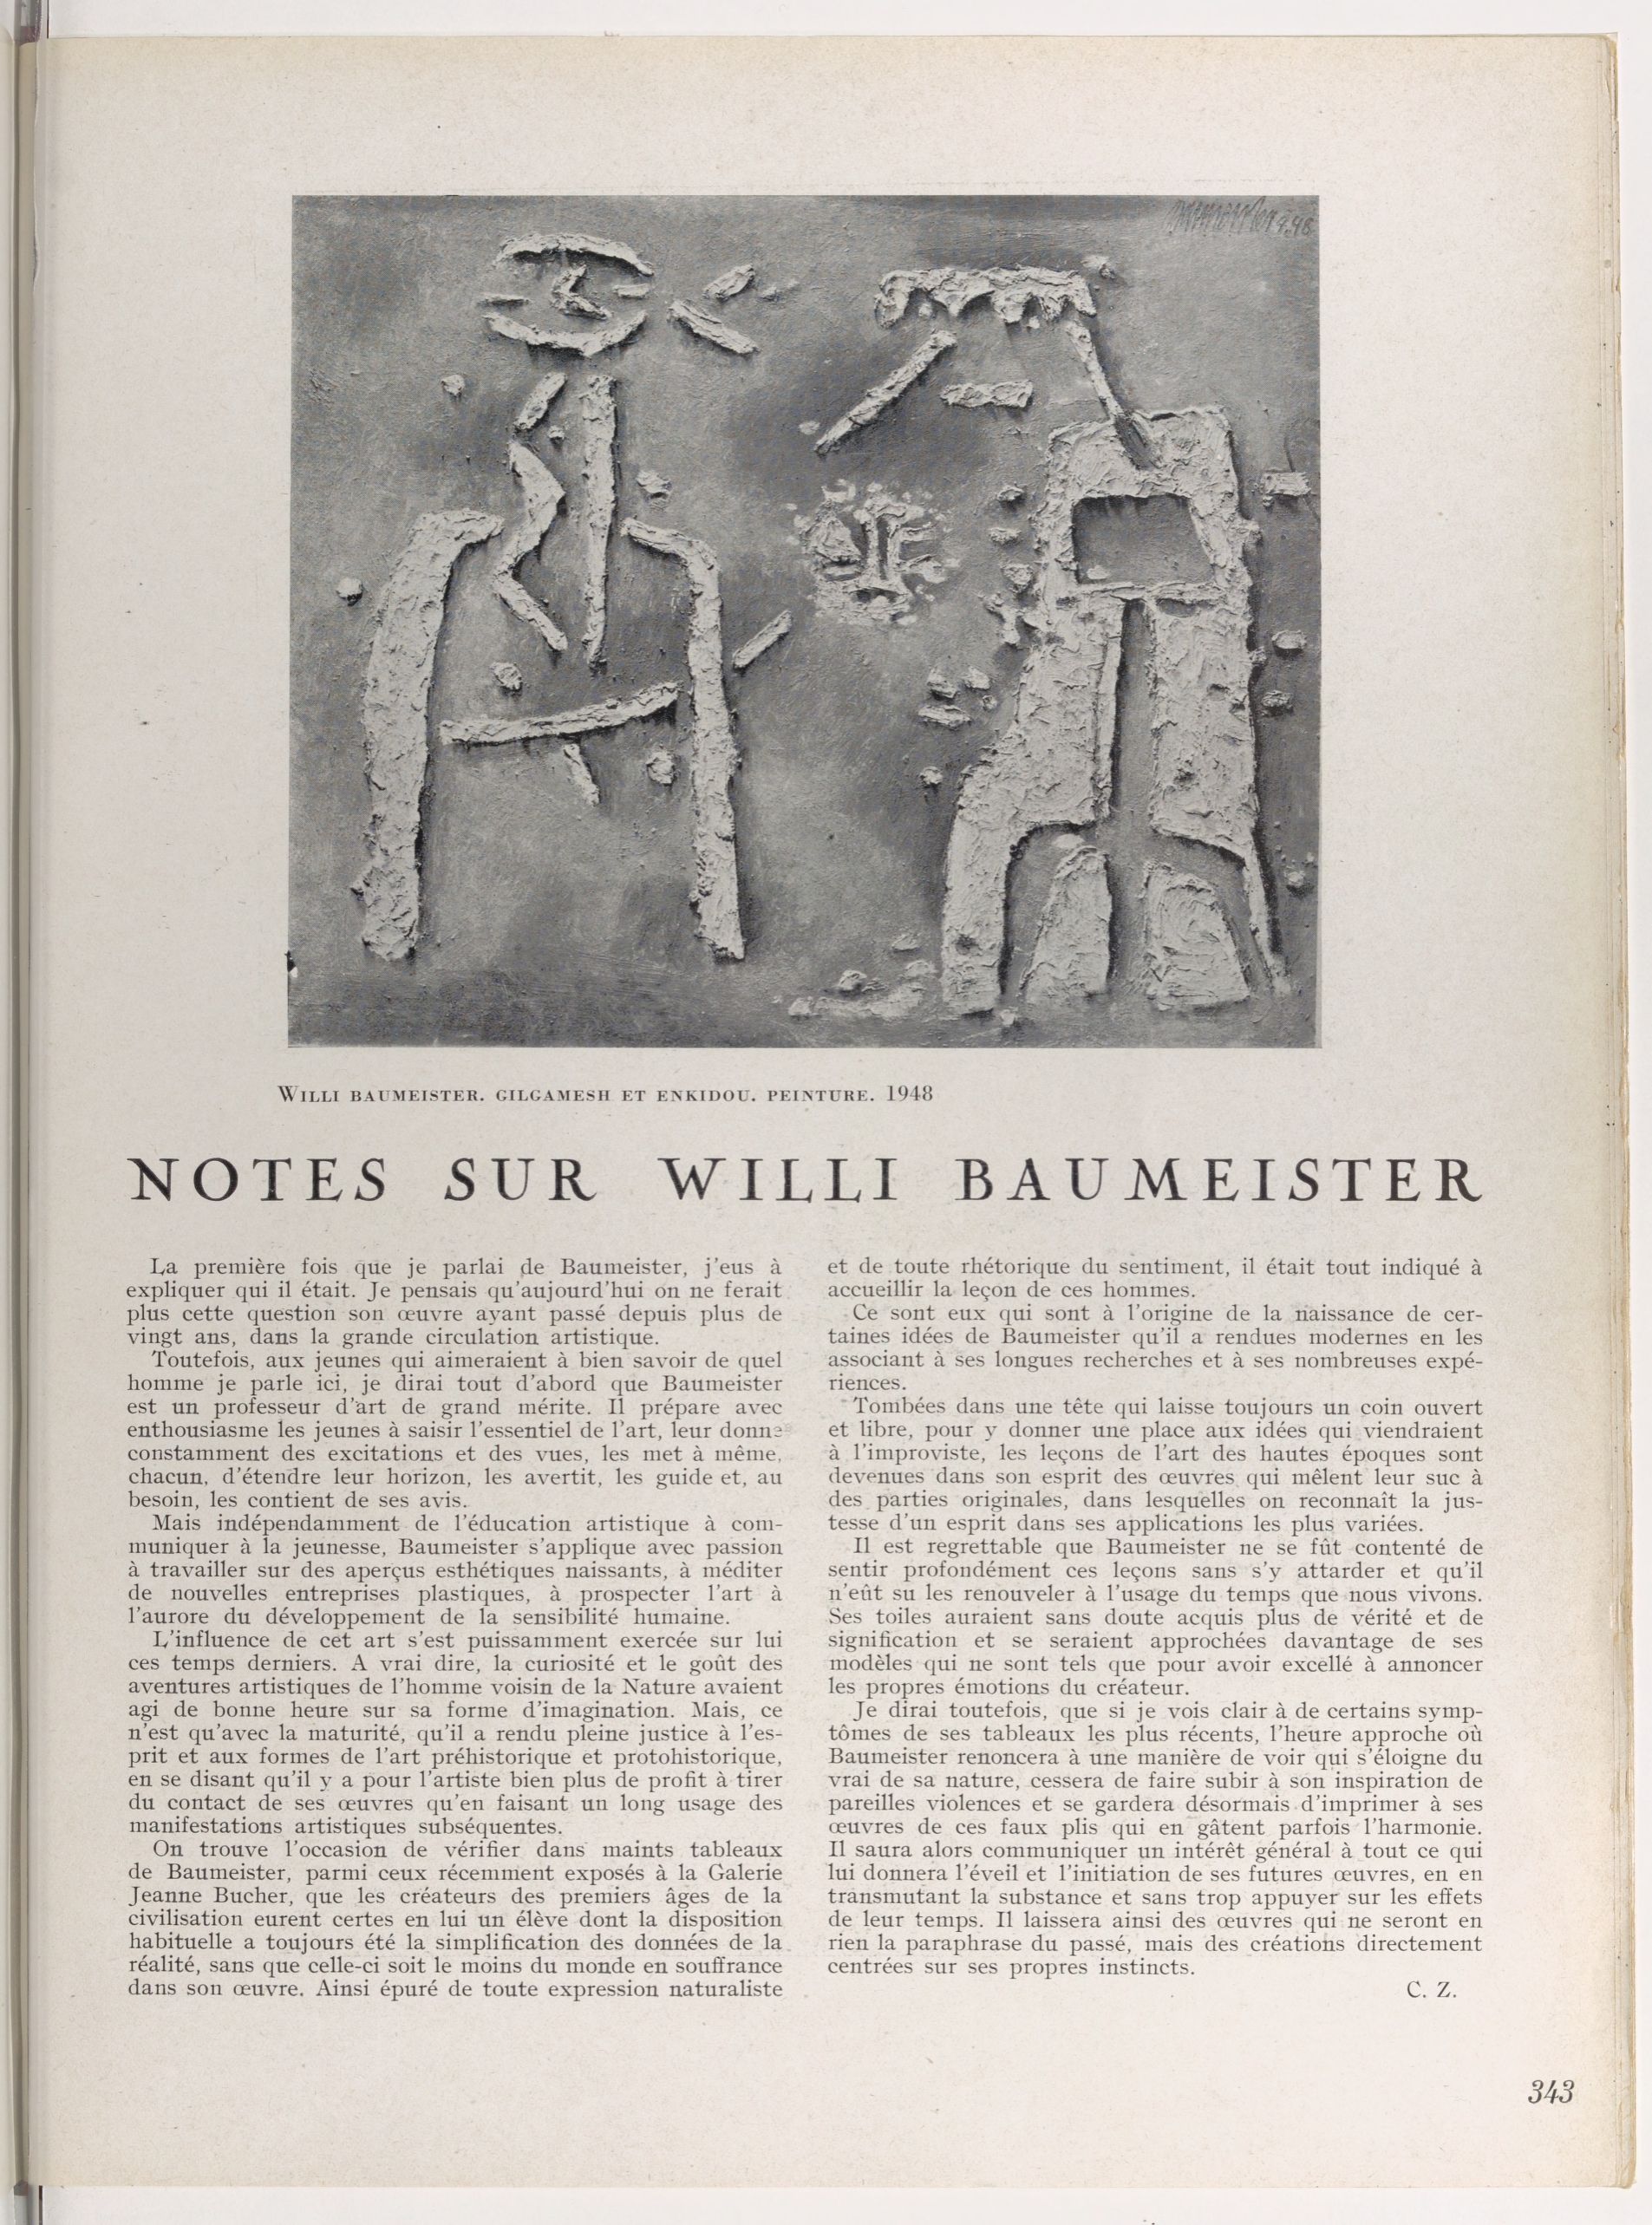 WILLI BAUMEISTER. GILGAMESH ET ENKIDOU. PEINTURE. 1948
NOTES SUR WILLI BAUMEISTER
La première fois que je parlai de Baumeister, j'eus à
expliquer qui il était. Je pensais qu'aujourd'hui on ne ferait
plus cette question son œuvre ayant passé depuis plus de
vingt ans, dans la grande circulation artistique.
Toutefois, aux jeunes qui aimeraient à bien savoir de quel
homme je parle ici, je dirai tout d'abord que Baumeister
est un professeur d'art de grand mérite. Il prépare avec
enthousiasme les jeunes à saisir l'essentiel de l'art, leur donne
constamment des excitations et des vues, les met à même,
chacun, d'étendre leur horizon, les avertit, les guide et, au
besoin, les contient de ses avis.
Mais indépendamment de l'éducation artistique à com-
muniquer à la jeunesse, Baumeister s'applique avec passion
à travailler sur des aperçus esthétiques naissants, à méditer
de nouvelles entreprises plastiques, à prospecter l'art à
l'aurore du développement de la sensibilité humaine.
L'influence de cet art s'est puissamment exercée sur lui
ces temps derniers. A vrai dire, la curiosité et le goût des
aventures artistiques de l'homme voisin de la Nature avaient
agi de bonne heure sur sa forme d'imagination. Mais, ce
n'est qu'avec la maturité, qu'il a rendu pleine justice à l'es-
prit et aux formes de l'art préhistorique et protohistorique,
en se disant qu'il y a pour l'artiste bien plus de profit à tirer
du contact de ses œuvres qu'en faisant un long usage des
manifestations artistiques subséquentes.
On trouve l'occasion de vérifier dans maints tableaux
de Baumeister, parmi ceux récemment exposés à la Galerie
Jeanne Bucher, que les créateurs des premiers âges de la
civilisation eurent certes en lui un élève dont la disposition
habituelle a toujours été la simplification des données de la
réalité, sans que celle-ci soit le moins du monde en souffrance
dans son œuvre. Ainsi épuré de toute expression naturaliste
et de toute rhétorique du sentiment, il était tout indiqué à
accueillir la leçon de ces hommes.
Ce sont eux qui sont à l'origine de la naissance de cer-
taines idées de Baumeister qu'il a rendues modernes en les
associant à ses longues recherches et à ses nombreuses expé-
riences.
Tombées dans une tête qui laisse toujours un coin ouvert
et libre, pour y donner une place aux idées qui viendraient
à l'improviste, les leçons de l'art des hautes époques sont
devenues dans son esprit des œuvres qui mêlent leur suc à
des parties originales, dans lesquelles on reconnaît la jus-
tesse d'un esprit dans ses applications les plus variées.
Il est regrettable que Baumeister ne se fût contenté de
sentir profondément ces leçons sans s'y attarder et qu'il
n'eût su les renouveler à l'usage du temps que nous vivons.
Ses toiles auraient sans doute acquis plus de vérité et de
signification et se seraient approchées davantage de ses
modèles qui ne sont tels que pour avoir excellé à annoncer
les propres émotions du créateur.
Je dirai toutefois, que si je vois clair à de certains symp-
tômes de ses tableaux les plus récents, l'heure approche où
Baumeister renoncera à une manière de voir qui s'éloigne du
vrai de sa nature, cessera de faire subir à son inspiration de
pareilles violences et se gardera désormais d'imprimer à ses
œuvres de ces faux plis qui en gâtent parfois l'harmonie.
Il saura alors communiquer un intérêt général à tout ce qui
lui donnera l'éveil et l'initiation de ses futures œuvres, en en
transmutant la substance et sans trop appuyer sur les effets
de leur temps. Il laissera ainsi des œuvres qui ne seront en
rien la paraphrase du passé, mais des créations directement
centrées sur ses propres instincts.
C. Z.
343